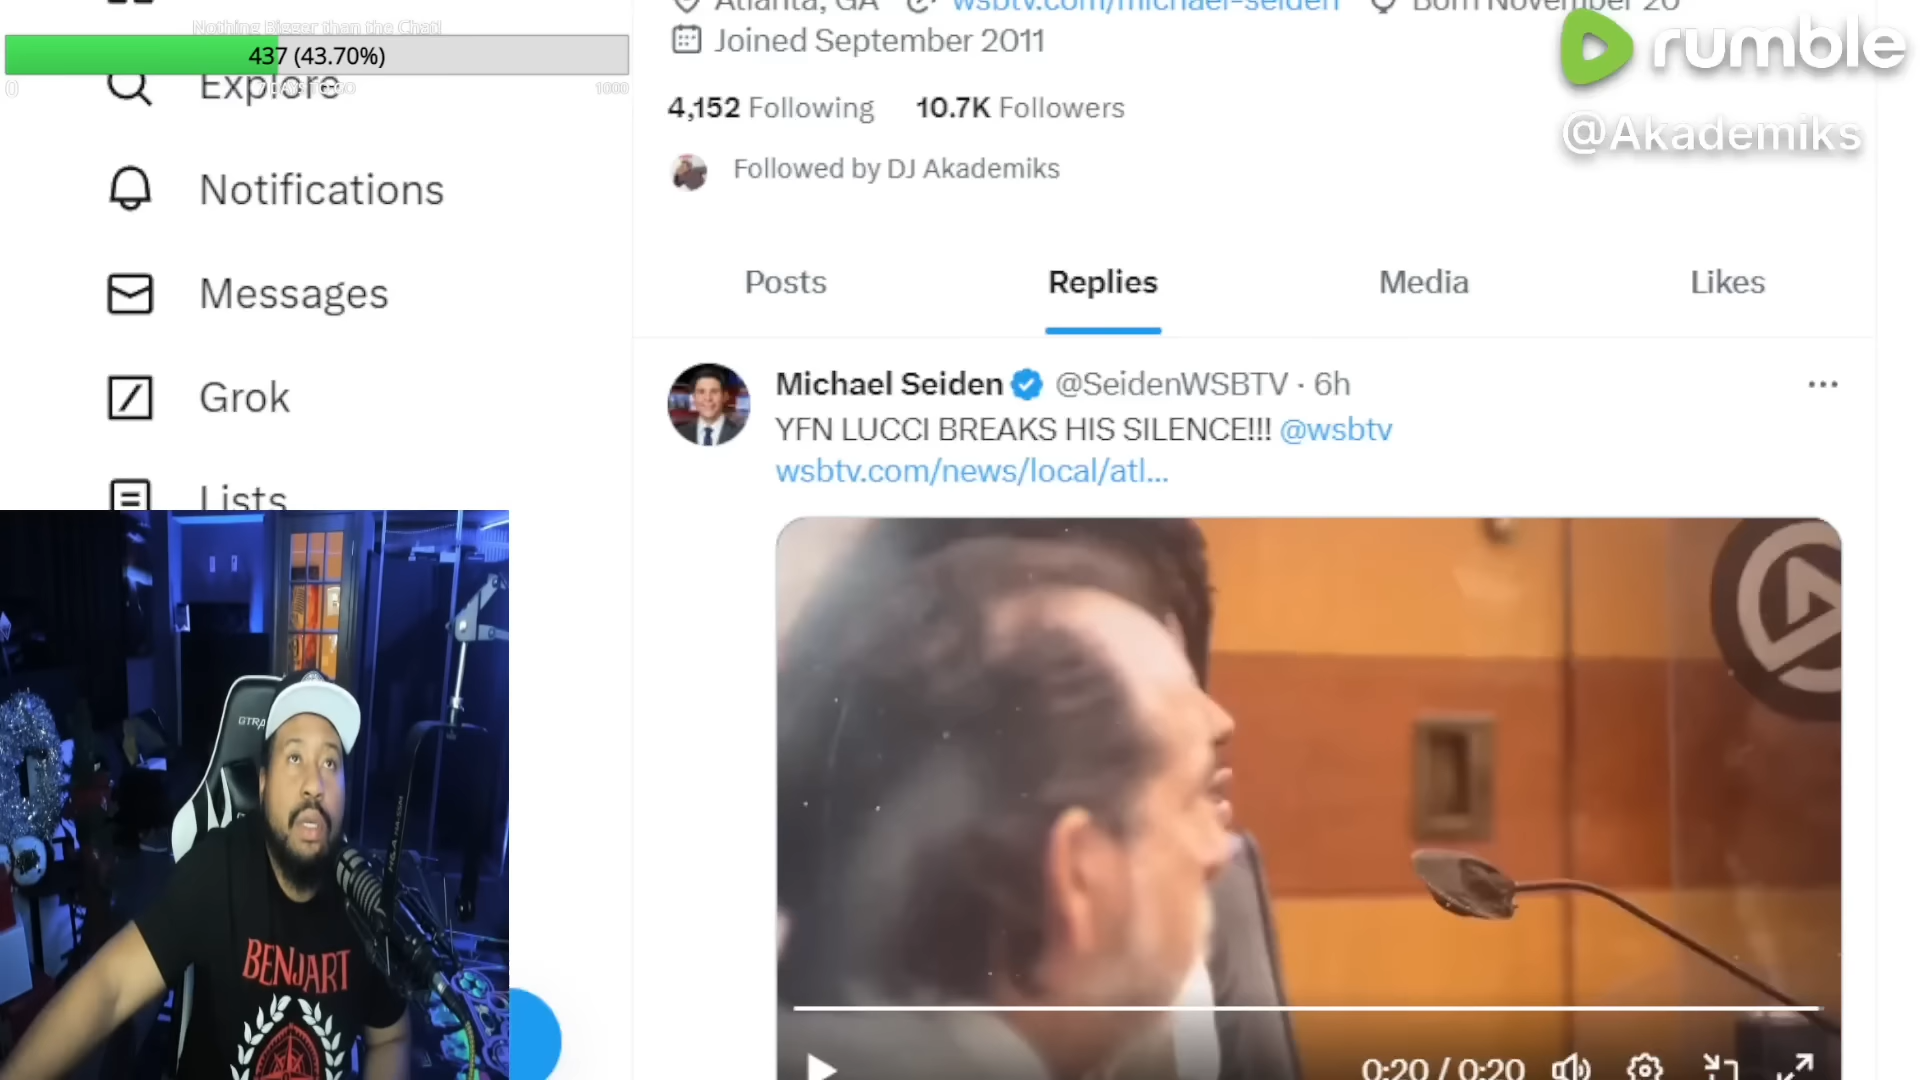 Nothing Bigger than the Chat!
437 (43.70%)
0
1000
Explore
Notifications
Messages
Grok
Lists
Atlanta, GA wsbtv.com/michael-seiden Born November 20
Joined September 2011
4,152 Following 10.7K Followers
Followed by DJ Akademiks
Posts Replies Media Likes
Michael Seiden @SeidenWSBTV · 6h
YFN LUCCI BREAKS HIS SILENCE!!! @wsbtv
wsbtv.com/news/local/atl...
0:20 / 0:20
rumble
@Akademiks
GTRA
BENJART